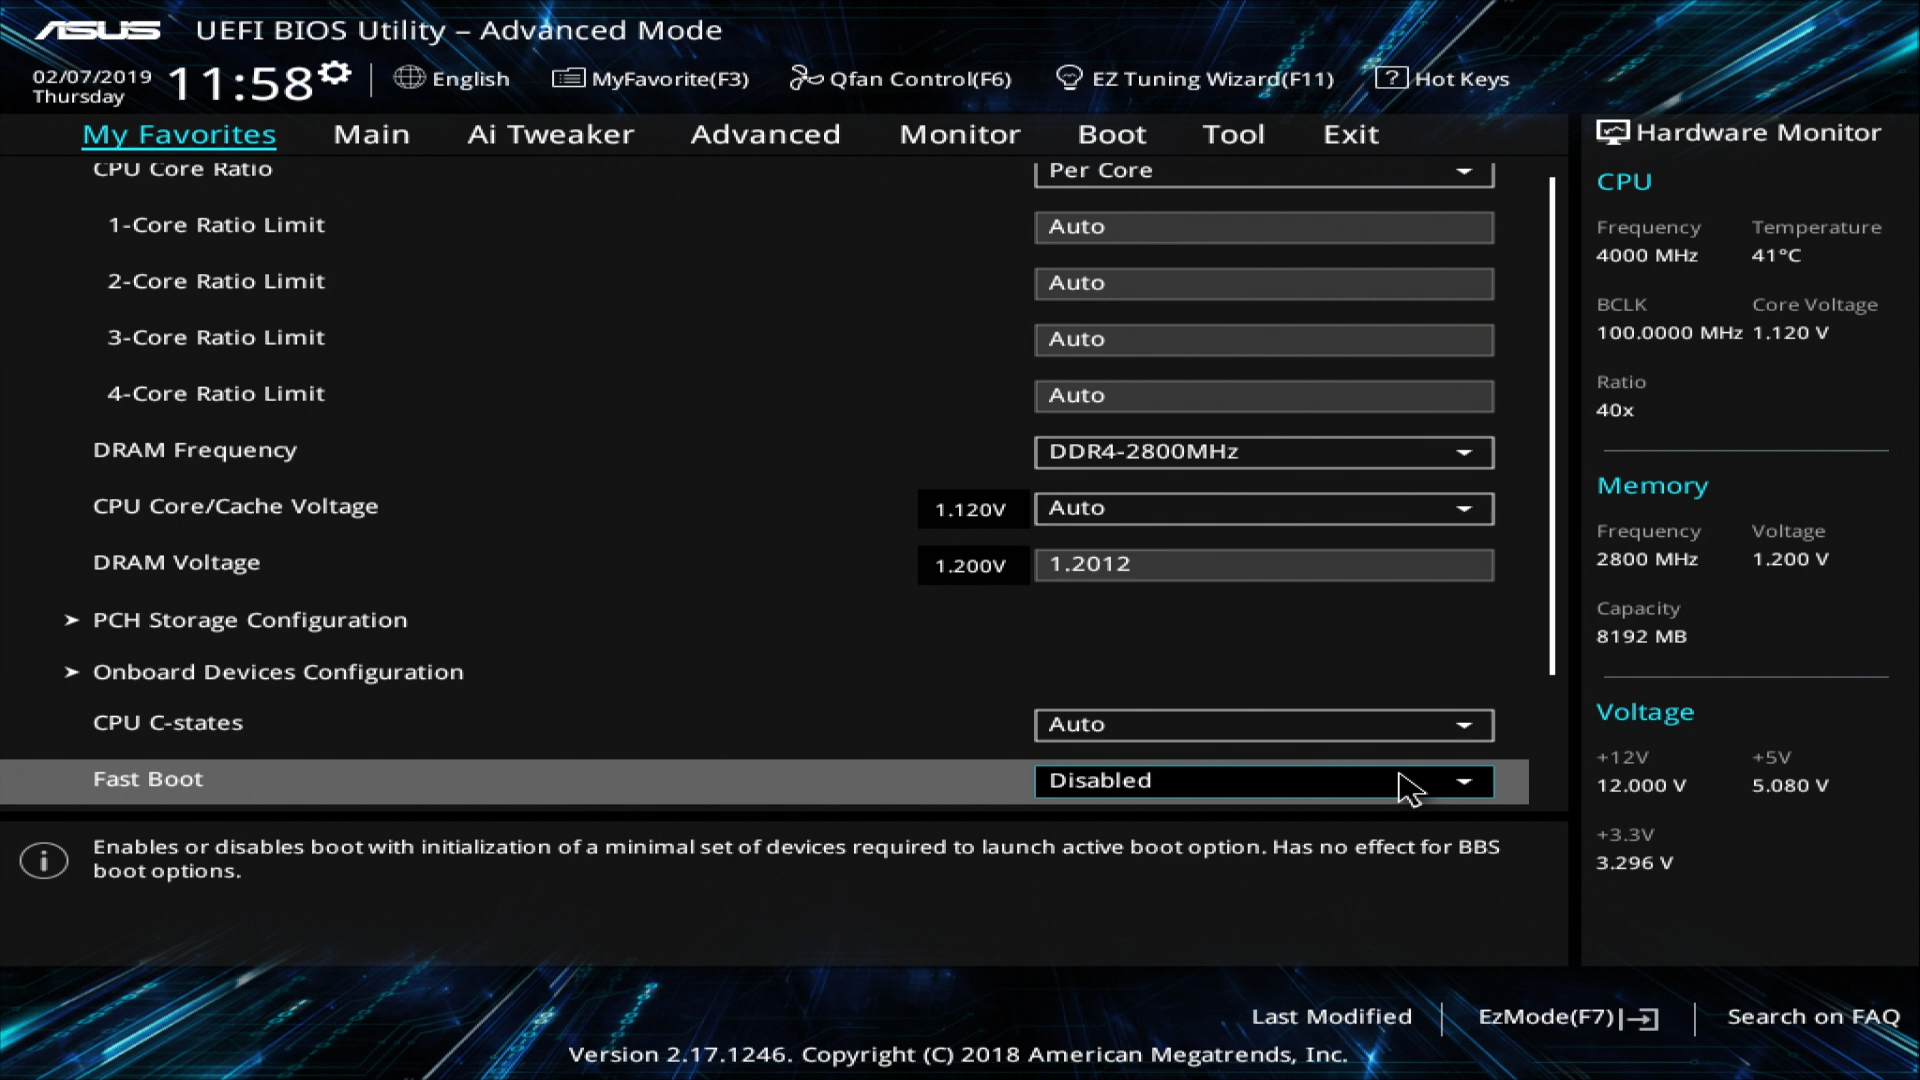 ASUS UEFI BIOS Utility – Advanced Mode
02/07/2019
Thursday
11:58
English
MyFavorite(F3)
Qfan Control(F6)
EZ Tuning Wizard(F11)
? Hot Keys
My Favorites Main Ai Tweaker Advanced Monitor Boot Tool Exit
CPU Core Ratio Per Core
1-Core Ratio Limit Auto
2-Core Ratio Limit Auto
3-Core Ratio Limit Auto
4-Core Ratio Limit Auto
DRAM Frequency DDR4-2800MHz
CPU Core/Cache Voltage 1.120V Auto
DRAM Voltage 1.200V 1.2012
PCH Storage Configuration
Onboard Devices Configuration
CPU C-states Auto
Fast Boot Disabled
i
Enables or disables boot with initialization of a minimal set of devices required to launch active boot option. Has no effect for BBS
boot options.
Hardware Monitor
CPU
Frequency Temperature
4000 MHz 41°C
BCLK Core Voltage
100.0000 MHz 1.120 V
Ratio
40x
Memory
Frequency Voltage
2800 MHz 1.200 V
Capacity
8192 MB
Voltage
+12V +5V
12.000 V 5.080 V
+3.3V
3.296 V
Last Modified EzMode(F7) Search on FAQ
Version 2.17.1246. Copyright (C) 2018 American Megatrends, Inc.